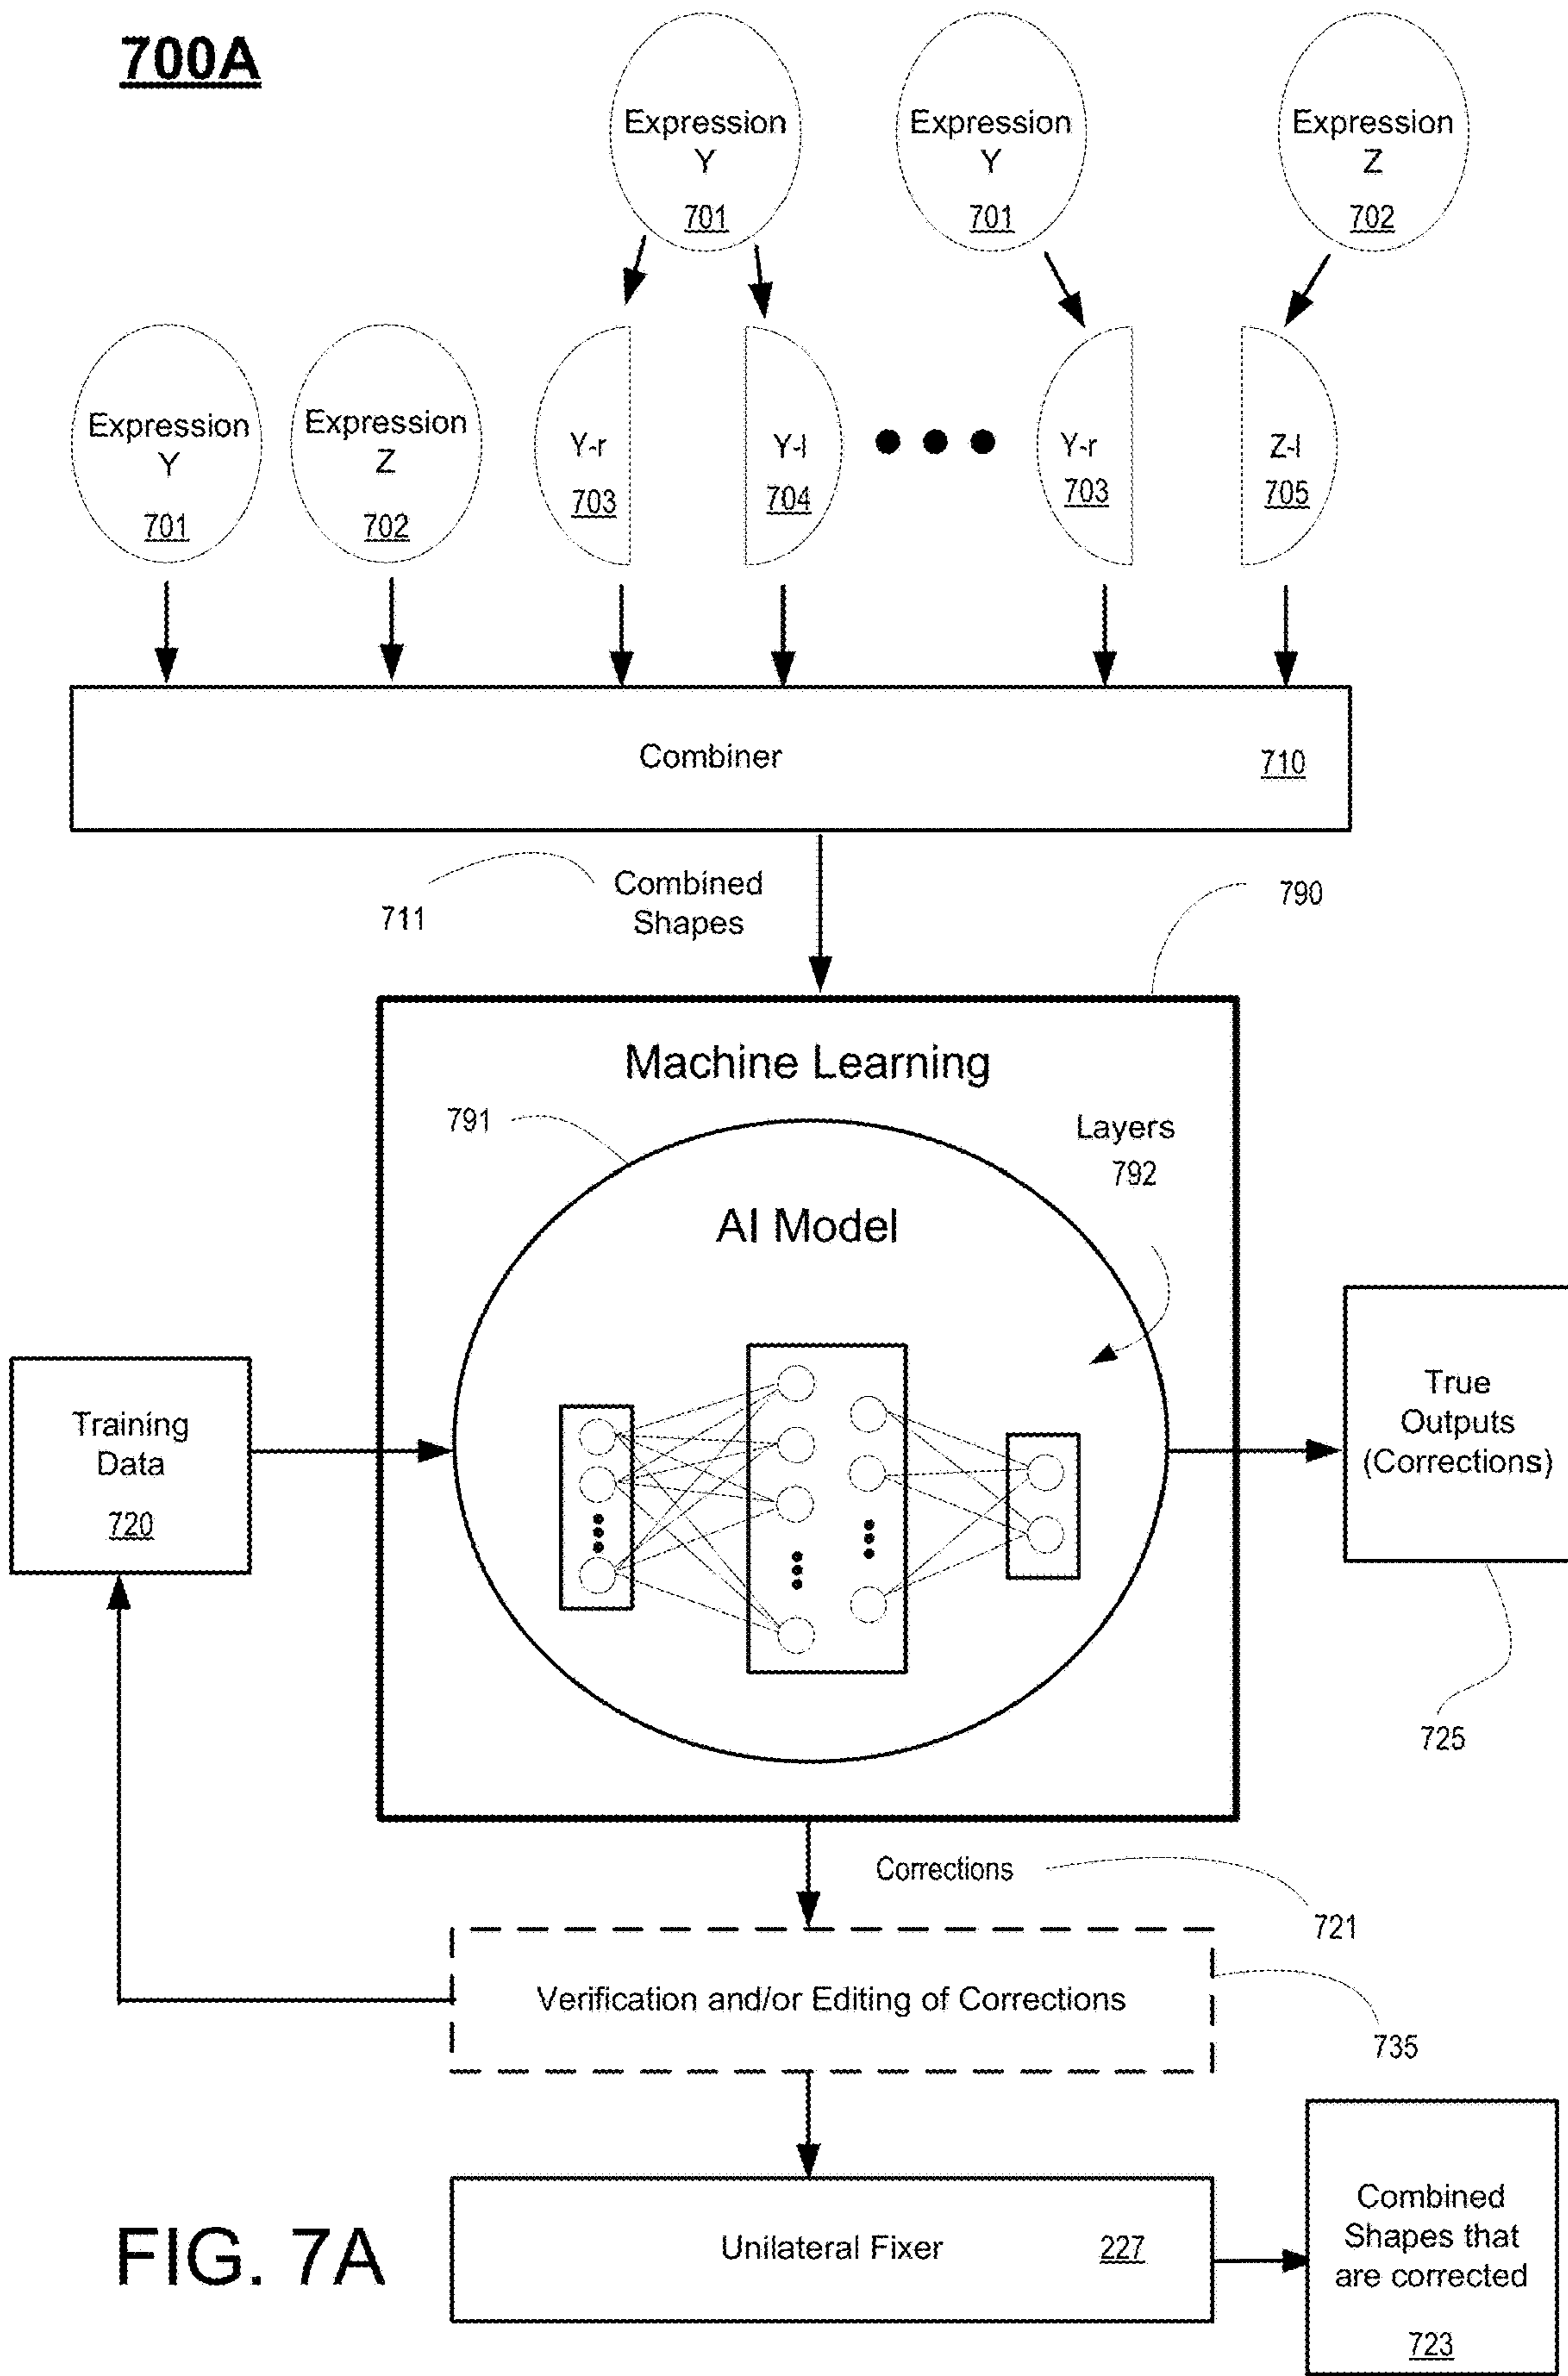 700A
Expression
Y
701
Expression
Y
701
Expression
Z
702
Expression
Y
701
Expression
Z
702
Y-r
703
Y-l
704
Y-r
703
Z-l
705
Combiner
710
711
Combined
Shapes
790
Machine Learning
791
Layers
792
AI Model
Training
Data
720
True
Outputs
(Corrections)
725
Corrections
721
Verification and/or Editing of Corrections
735
Unilateral Fixer
227
Combined
Shapes that
are corrected
723
FIG. 7A